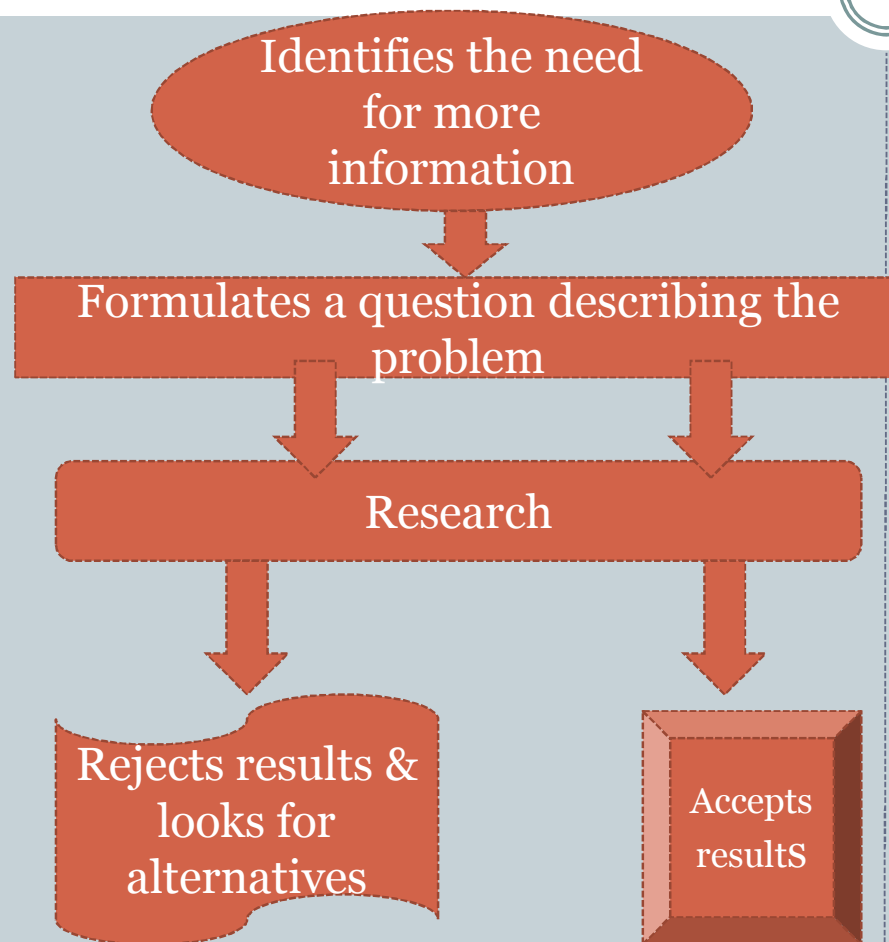 Identifies the need
for more
information
Formulates a question describing the
problem
Research
Rejects results &
looks for
alternatives
Accepts
resultS